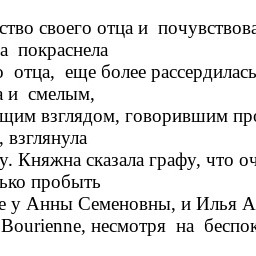 ство своего отца и почувствова
а покраснела
о отца, еще более рассердилась
а и смелым,
щим взглядом, говорившим про
, взглянула
у. Княжна сказала графу, что оч
ько пробыть
е у Анны Семеновны, и Илья А
Bourienne, несмотря на беспок